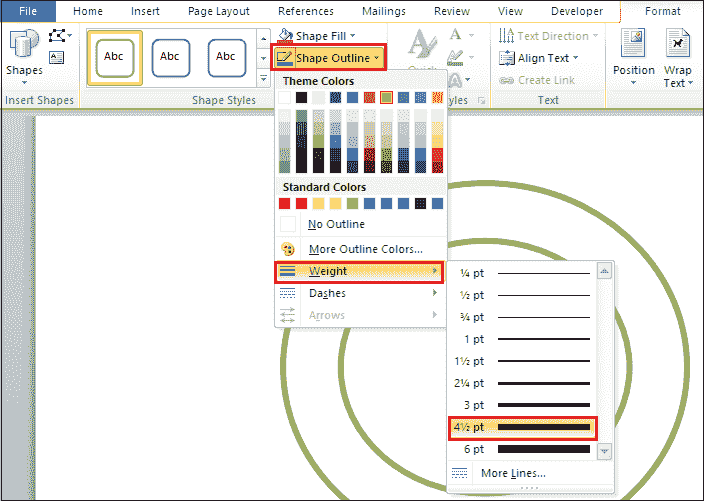 File Home Insert Page Layout References Mailings Review View Developer Format
Shapes
Insert Shapes
Abc Abc Abc
Shape Styles
Shape Fill
Shape Outline
Text Direction
Align Text
Create Link
Text
Position
Wrap
Text
Theme Colors
Standard Colors
No Outline
More Outline Colors...
Weight
Dashes
Arrows
¼ pt
½ pt
¾ pt
1 pt
1½ pt
2¼ pt
3 pt
4½ pt
6 pt
More Lines...